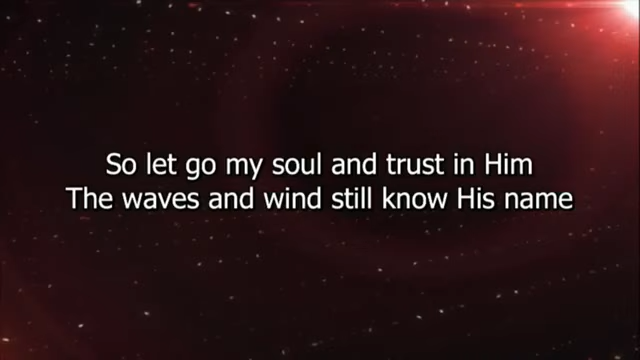 So let go my soul and trust in Him
The waves and wind still know His name